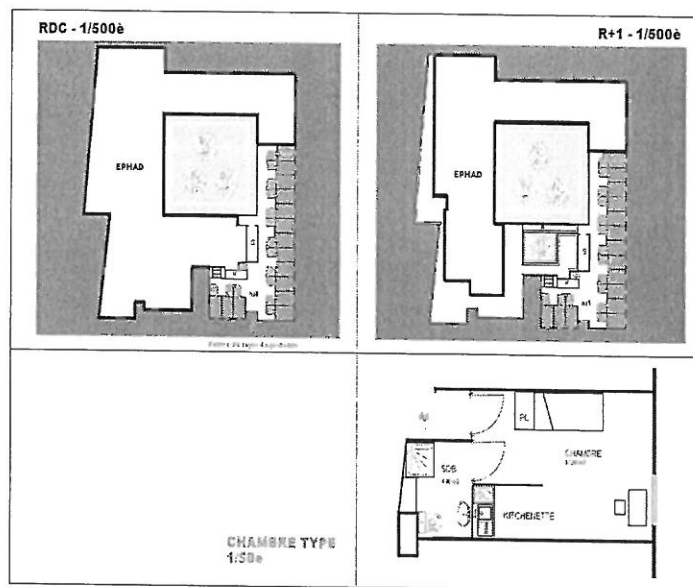 RDC - 1/500è
R+1 - 1/500è
EPHAD
EPHAD
PL
CHAMBRE
SDB
KITCHENETTE
CHAMBRE TYPE
1/50e